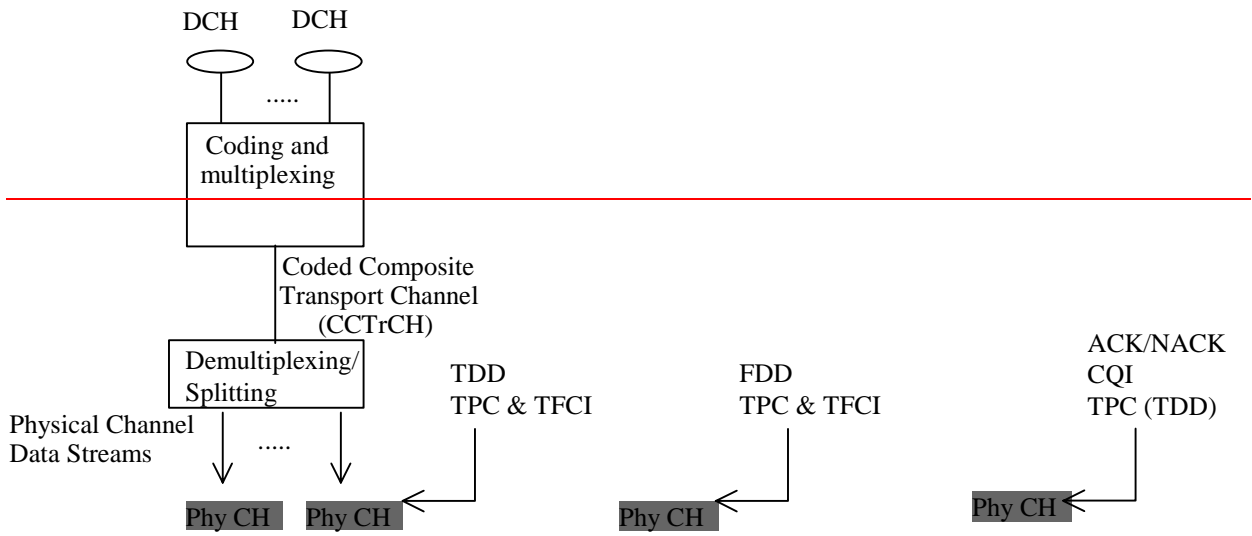 DCH DCH
.....
Coding and
multiplexing
Coded Composite
Transport Channel
(CCTrCH)
Demultiplexing/
Splitting
Physical Channel
Data Streams
.....
TDD
TPC & TFCI
FDD
TPC & TFCI
ACK/NACK
CQI
TPC (TDD)
Phy CH Phy CH Phy CH Phy CH